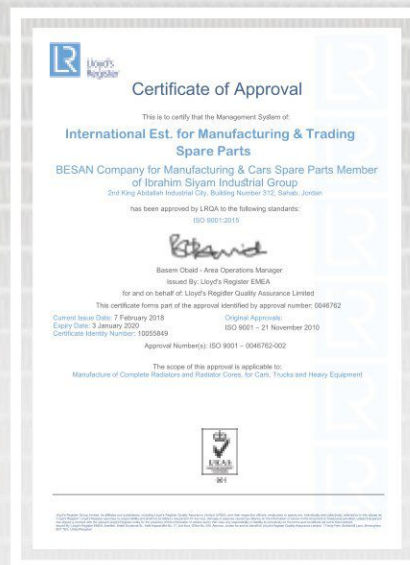 LR
Lloyd's
Register
Certificate of Approval
This is to certify that the Management System of:
International Est. for Manufacturing & Trading
Spare Parts
BESAN Company for Manufacturing & Cars Spare Parts Member
of Ibrahim Siyam Industrial Group
2nd King Abdallah Industrial City, Building Number 312, Sahab, Jordan
has been approved by LRQA to the following standards:
ISO 9001:2015
Basem Obaid - Area Operations Manager
Issued By: Lloyd's Register EMEA
for and on behalf of: Lloyd's Register Quality Assurance Limited
This certificate forms part of the approval identified by approval number: 0046762
Current Issue Date: 7 February 2018
Expiry Date: 3 January 2020
Certificate Identity Number: 10055849
Original Approvals:
ISO 9001 – 21 November 2010
Approval Number(s): ISO 9001 – 0046762-002
The scope of this approval is applicable to:
Manufacture of Complete Radiators and Radiator Cores, for Cars, Trucks and Heavy Equipment
UKAS
001